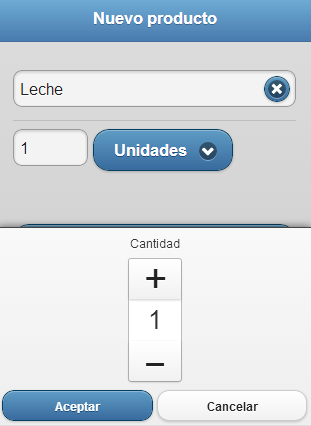 Nuevo producto
Leche
1 Unidades
Cantidad
+
1
−
Aceptar Cancelar